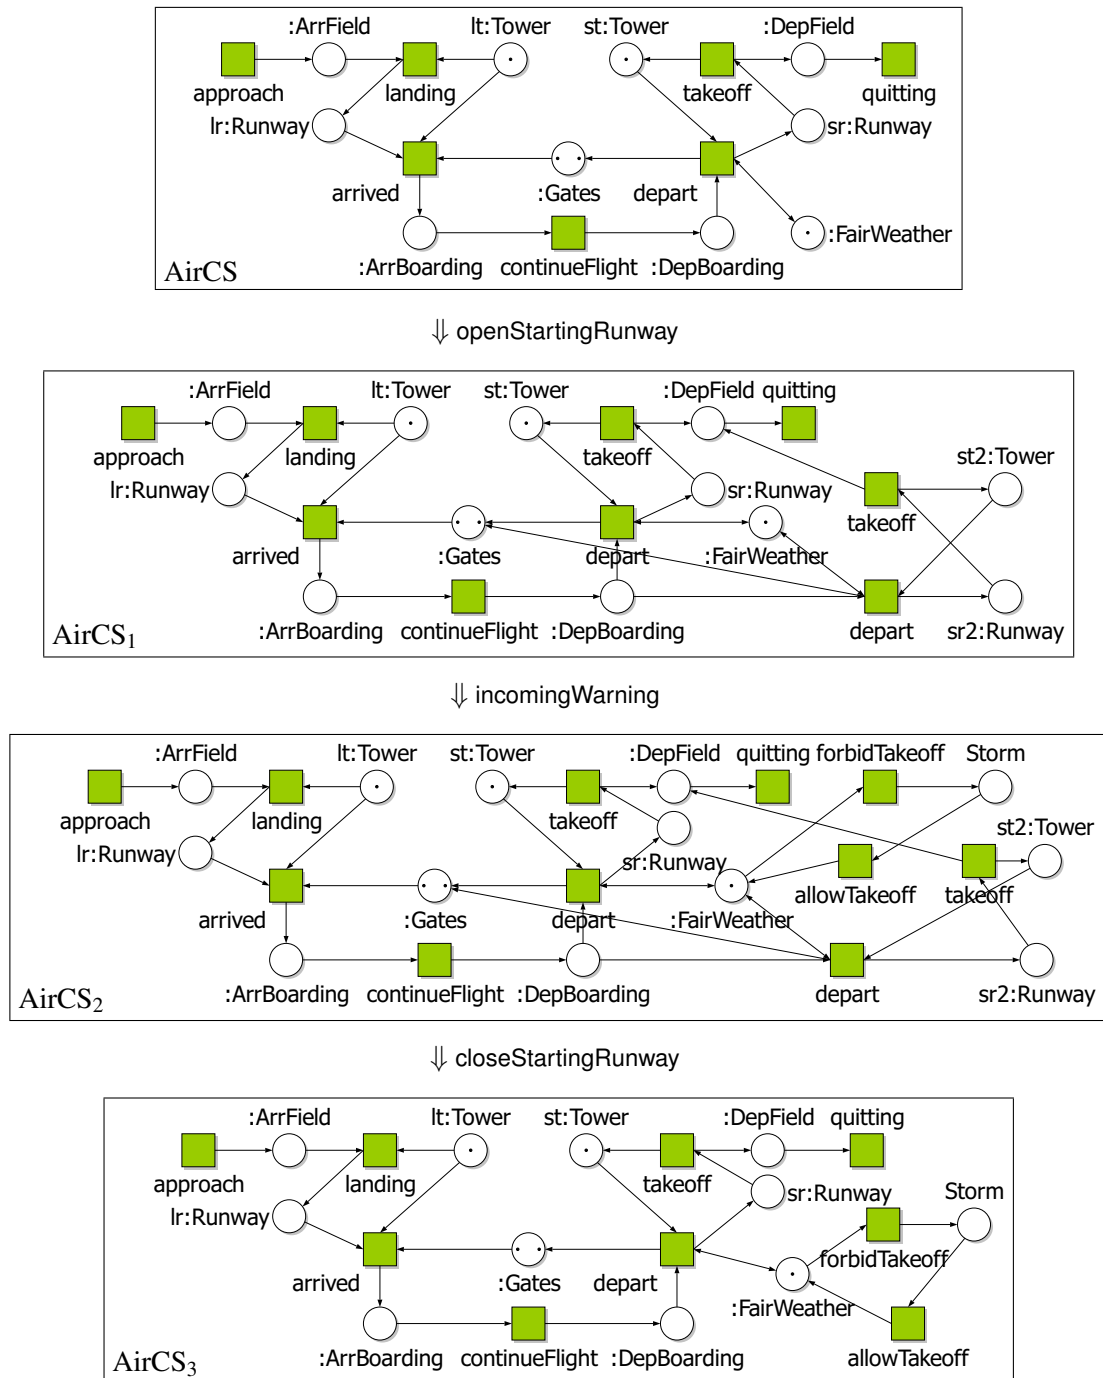 :ArrField lt:Tower st:Tower :DepField
approach landing takeoff quitting
lr:Runway sr:Runway
arrived :Gates depart
:FairWeather
:ArrBoarding continueFlight :DepBoarding
AirCS
⇓ openStartingRunway
:ArrField lt:Tower st:Tower :DepField quitting
approach landing takeoff st2:Tower
lr:Runway sr:Runway
takeoff
arrived :Gates depart :FairWeather
:ArrBoarding continueFlight :DepBoarding depart sr2:Runway
AirCS1
⇓ incomingWarning
:ArrField lt:Tower st:Tower :DepField quitting forbidTakeoff Storm
approach landing takeoff st2:Tower
lr:Runway sr:Runway
allowTakeoff takeoff
arrived :Gates depart :FairWeather
:ArrBoarding continueFlight :DepBoarding depart sr2:Runway
AirCS2
⇓ closeStartingRunway
:ArrField lt:Tower st:Tower :DepField quitting
approach landing takeoff sr:Runway Storm
lr:Runway
forbidTakeoff
arrived :Gates depart :FairWeather
:ArrBoarding continueFlight :DepBoarding allowTakeoff
AirCS3